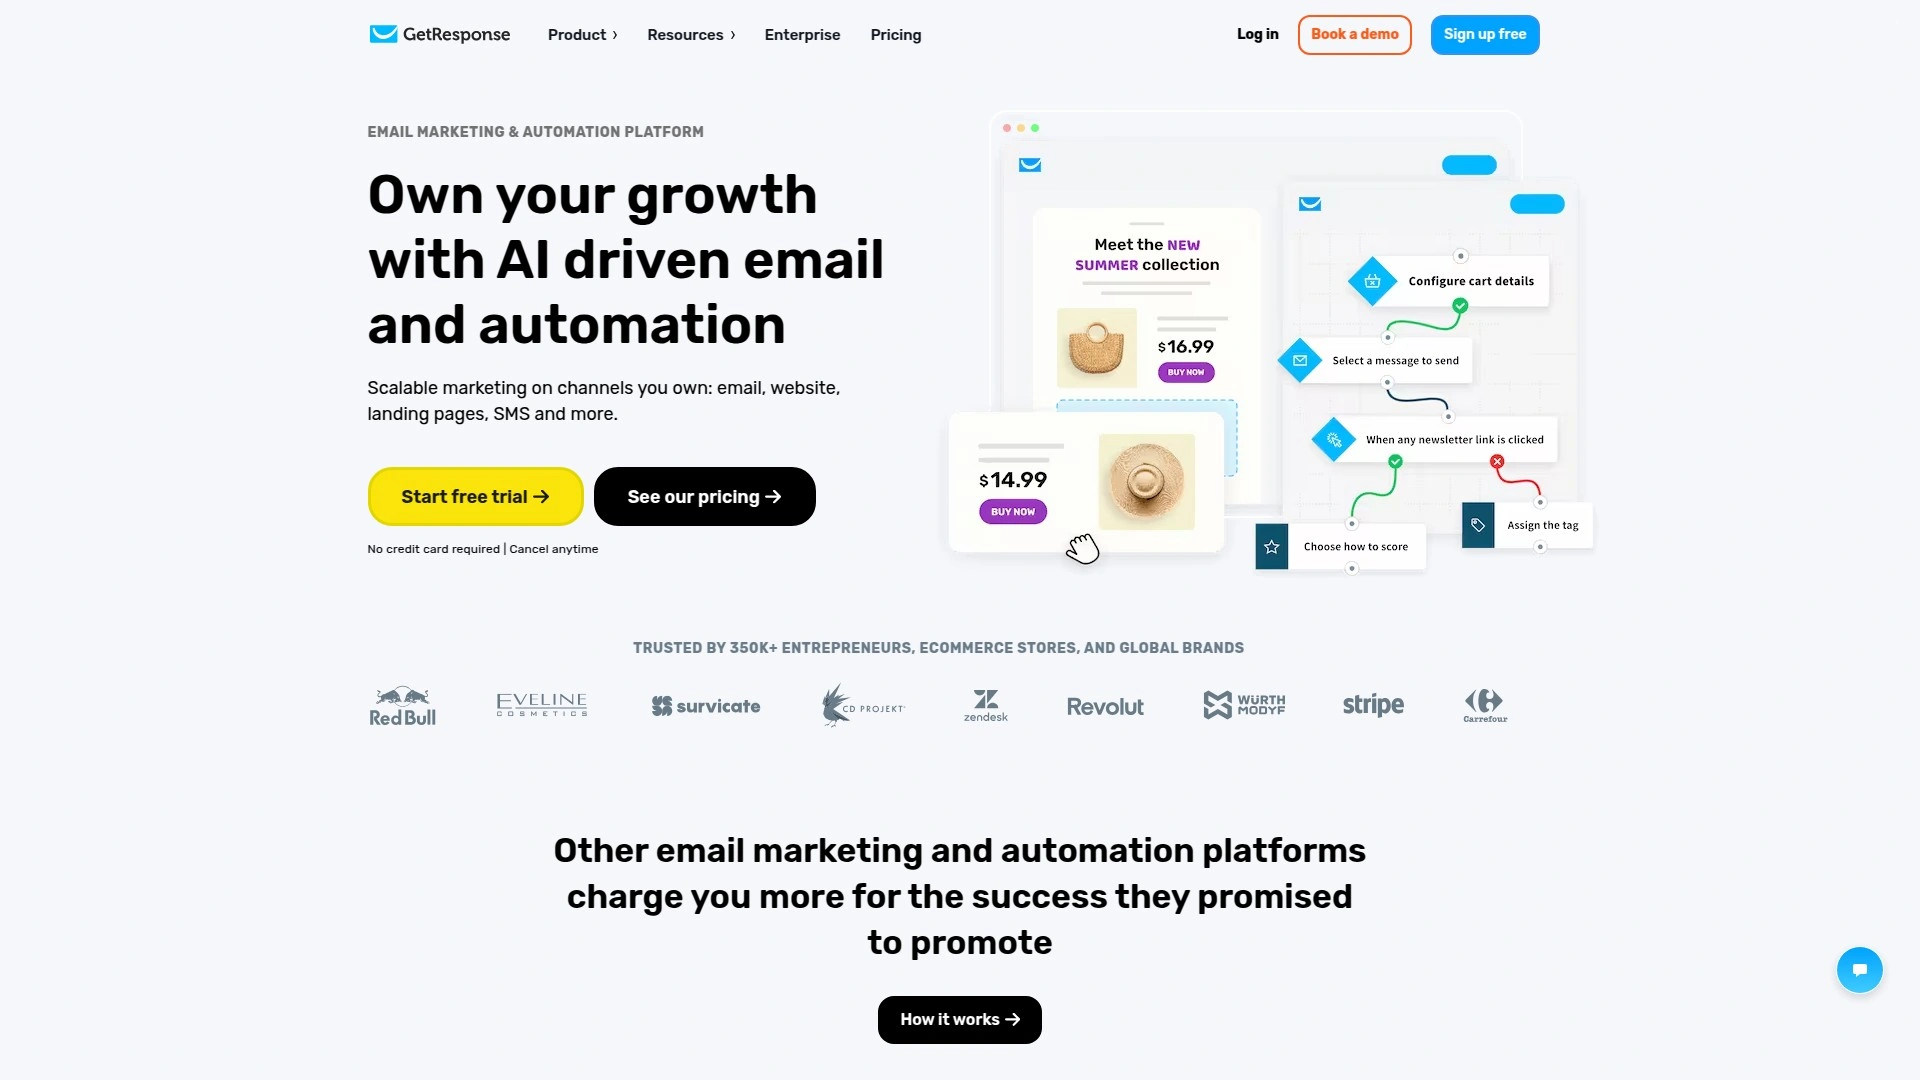 GetResponse
Product
Resources
Enterprise
Pricing
Log in
Book a demo
Sign up free
EMAIL MARKETING & AUTOMATION PLATFORM
Own your growth
with AI driven email
and automation
Scalable marketing on channels you own: email, website,
landing pages, SMS and more.
Start free trial →
See our pricing →
No credit card required | Cancel anytime
Meet the NEW
SUMMER collection
$16.99
BUY NOW
$14.99
BUY NOW
Configure cart details
Select a message to send
When any newsletter link is clicked
Choose how to score
Assign the tag
TRUSTED BY 350K+ ENTREPRENEURS, ECOMMERCE STORES, AND GLOBAL BRANDS
Red Bull
EVELINE
COSMETICS
survicate
CD PROJEKT
zendesk
Revolut
WÜRTH
MODYF
stripe
Carrefour
Other email marketing and automation platforms
charge you more for the success they promised
to promote
How it works →